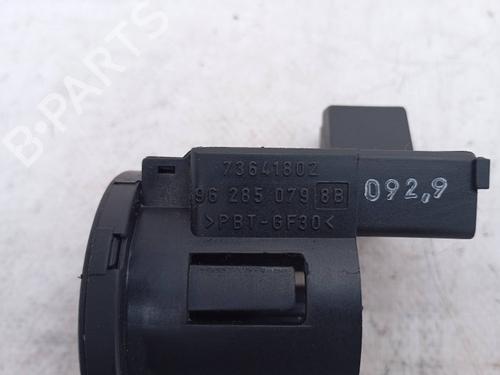 B-PARTS
73641802
96 285 079 8B
092,9
>PBT-GF30<